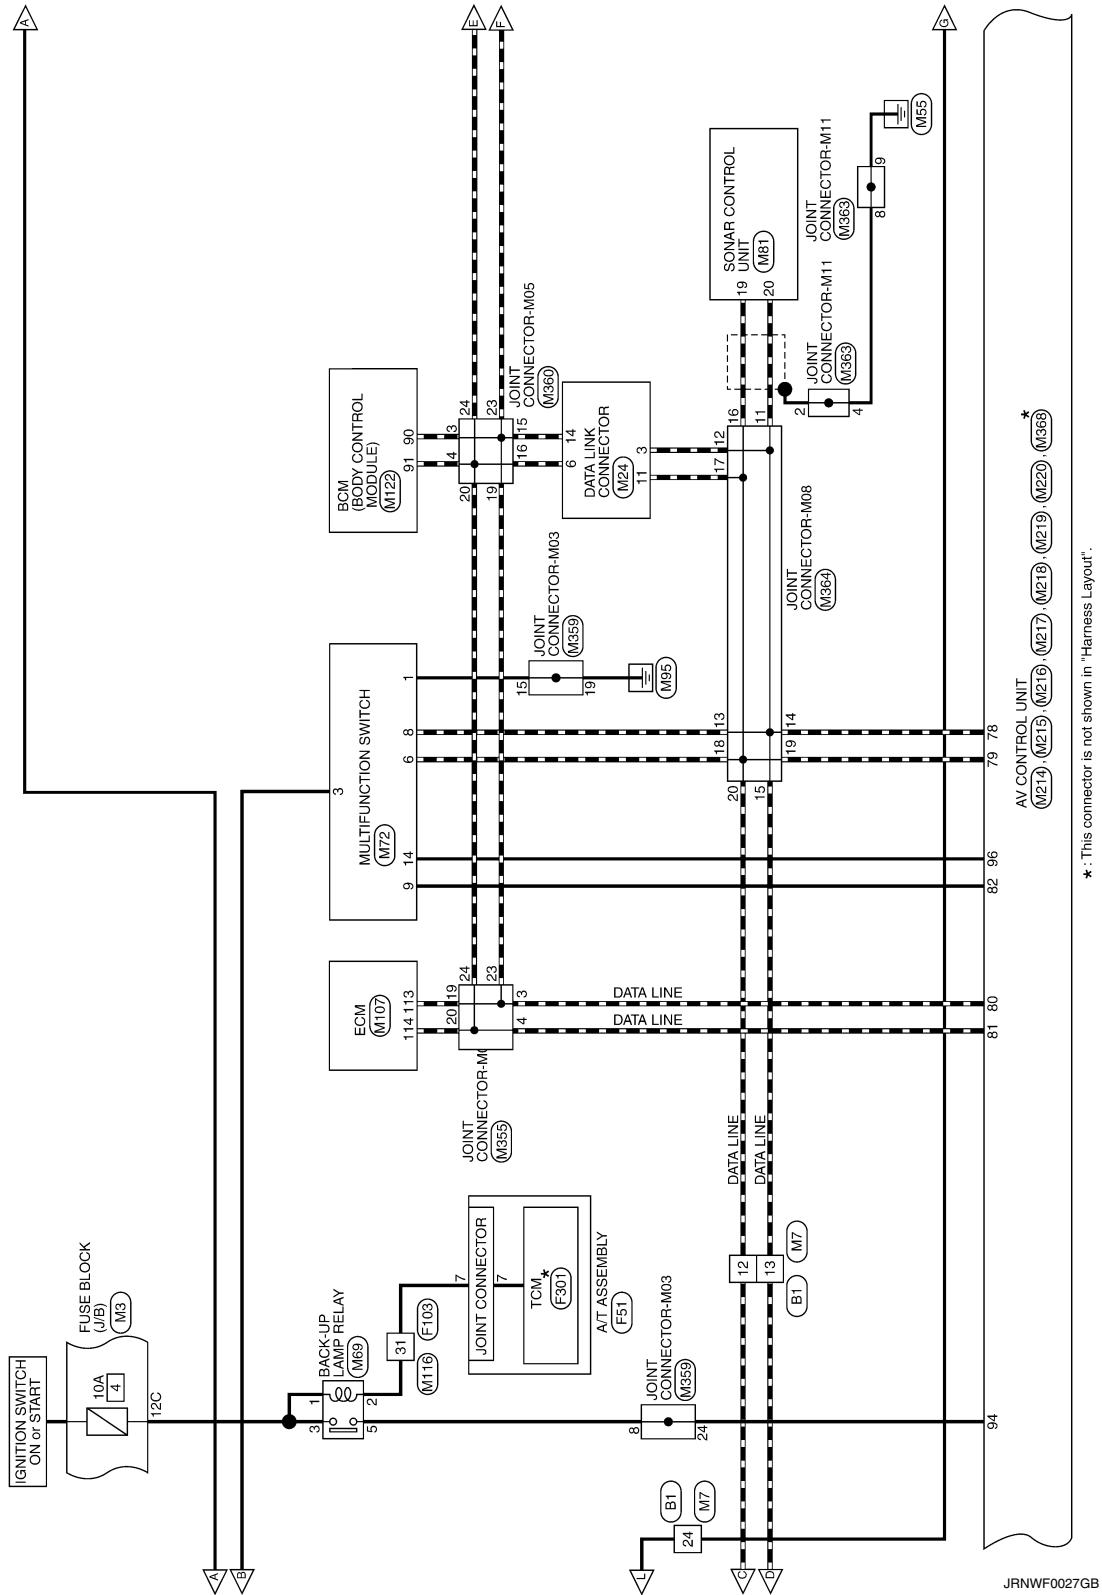 IGNITION SWITCH
ON or START
FUSE BLOCK
(J/B)
M3
10A
4
12C
BACK-UP
LAMP RELAY
M69
1
2
3
5
31
F103
M116
7
JOINT CONNECTOR
7
TCM*
F301
A/T ASSEMBLY
F51
JOINT
CONNECTOR-M03
M359
8
24
94
L
24
B1
M7
A
B
C
D
12
13
M7
B1
DATA LINE
DATA LINE
ECM
M107
114
113
20
19
24
23
4
3
JOINT
CONNECTOR-M
M355
DATA LINE
DATA LINE
81
80
A
MULTIFUNCTION SWITCH
M72
3
9
14
6
8
1
82
96
JOINT
CONNECTOR-M03
M359
15
19
M95
18
13
20
15
19
14
79
78
BCM
(BODY CONTROL
MODULE)
M122
91
90
4
3
20
19
24
23
16
15
JOINT
CONNECTOR-M05
M360
E
F
6
14
DATA LINK
CONNECTOR
M24
11
3
17
12
16
11
JOINT
CONNECTOR-M08
M364
SONAR CONTROL
UNIT
M81
19
20
JOINT
CONNECTOR-M11
M363
2
4
JOINT
CONNECTOR-M11
M363
8
9
M55
G
AV CONTROL UNIT
M214 , M215 , M216 , M217 , M218 , M219 , M220 , M368 *
* : This connector is not shown in "Harness Layout".
JRNWF0027GB